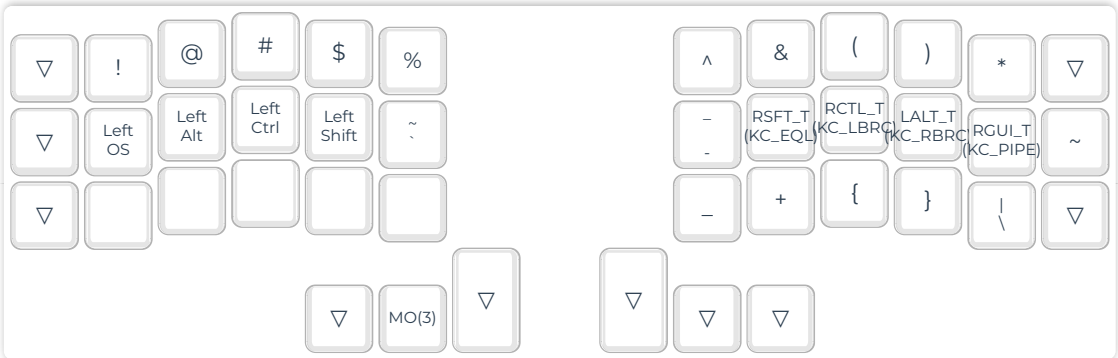 ▽ ! @ # $ % ^ & ( ) * ▽
▽ Left OS Left Alt Left Ctrl Left Shift ~ ` _ - RSFT_T (KC_EQL) RCTL_T (KC_LBRC) LALT_T (KC_RBRC) RGUI_T (KC_PIPE) ~
▽ _ + { } | \ ▽
▽ MO(3) ▽ ▽ ▽ ▽